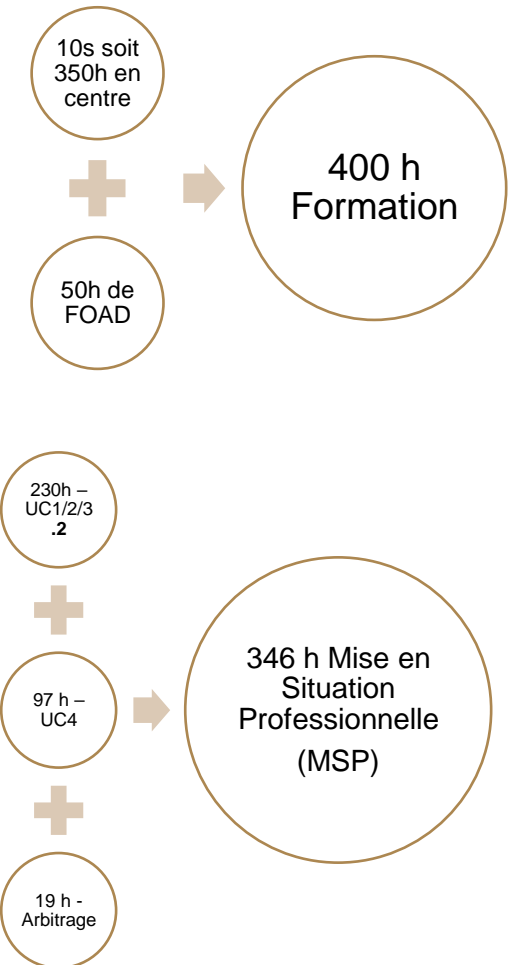 10s soit
350h en
centre
50h de
FOAD
400 h
Formation
230h –
UC1/2/3
.2
97 h –
UC4
19 h -
Arbitrage
346 h Mise en
Situation
Professionnelle
(MSP)